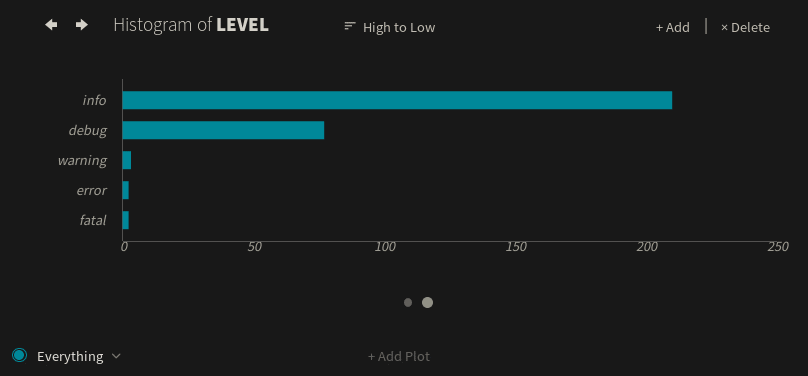 Histogram of LEVEL
High to Low
+ Add | × Delete
info
debug
warning
error
fatal
0 50 100 150 200 250
Everything
+ Add Plot